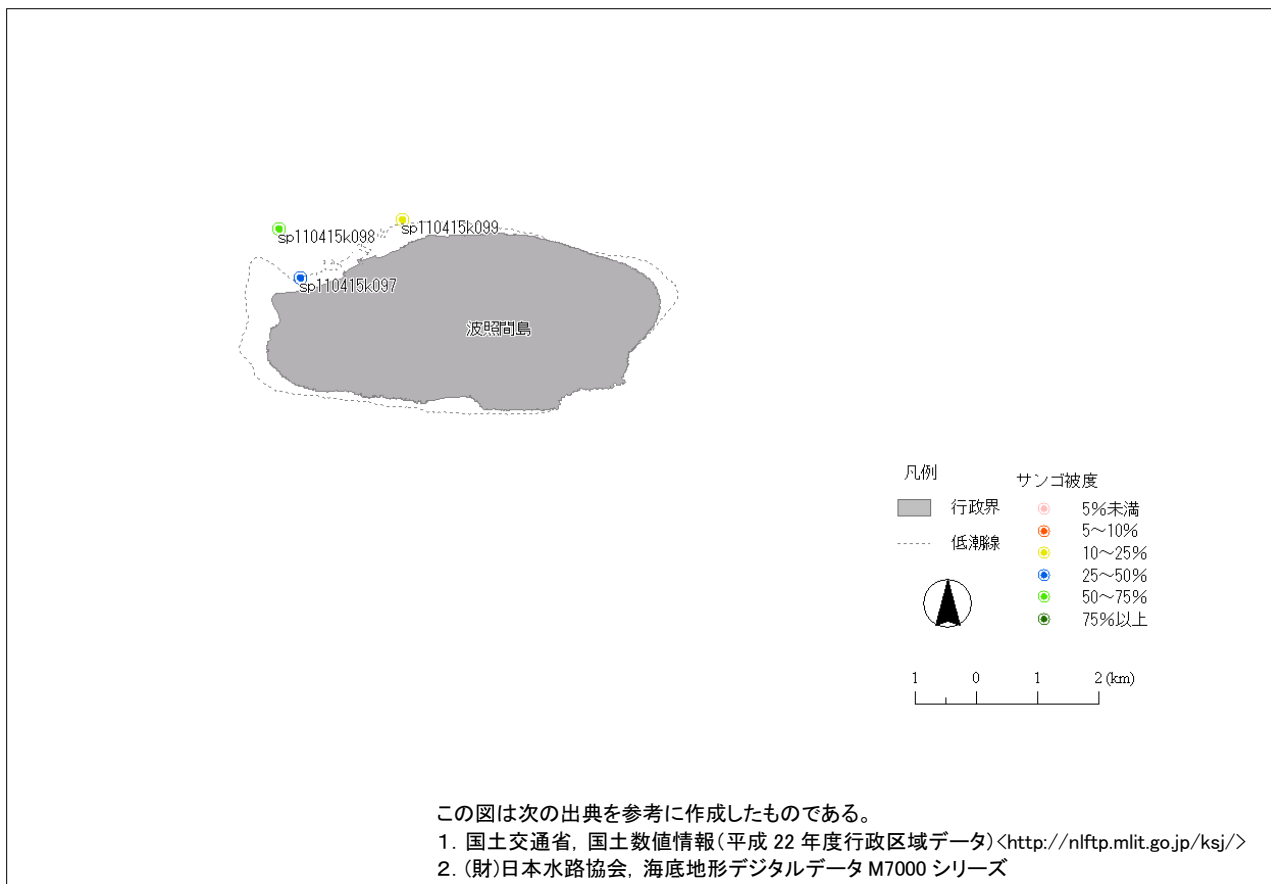 sp110415k098
sp110415k099
sp110415k097
波照間島
凡例
サンゴ被度
行政界
低潮線
5%未満
5～10%
10～25%
25～50%
50～75%
75%以上
1 0 1 2 (km)
この図は次の出典を参考に作成したものである。
1. 国土交通省, 国土数値情報(平成 22 年度行政区域データ)<http://nlftp.mlit.go.jp/ksj/>
2. (財)日本水路協会, 海底地形デジタルデータ M7000 シリーズ